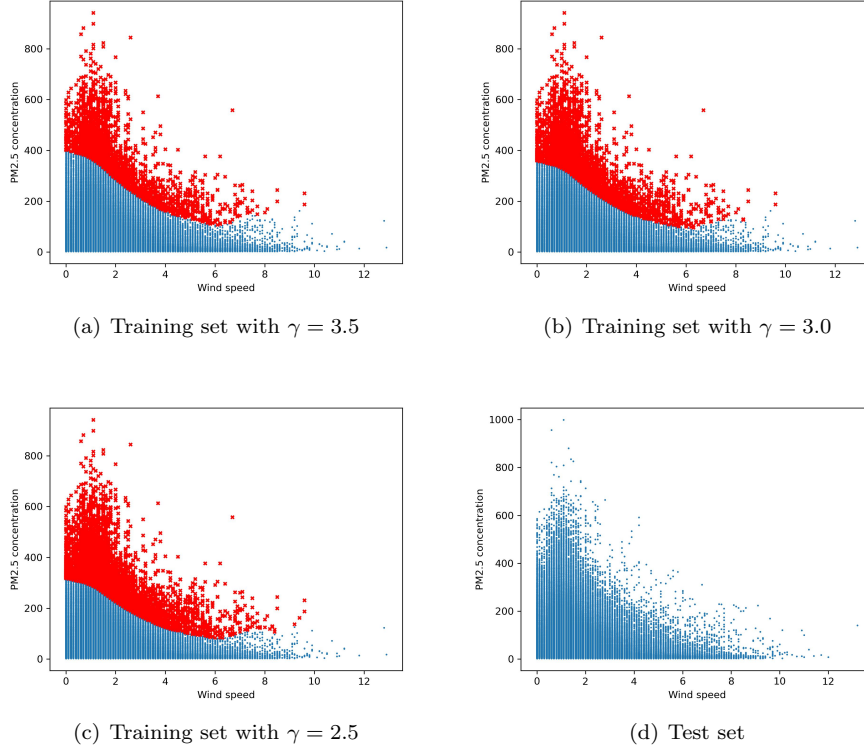 800
600
400
200
0
PM2.5 concentration
0 2 4 6 8 10 12
Wind speed
(a) Training set with γ = 3.5
800
600
400
200
0
PM2.5 concentration
0 2 4 6 8 10 12
Wind speed
(b) Training set with γ = 3.0
800
600
400
200
0
PM2.5 concentration
0 2 4 6 8 10 12
Wind speed
(c) Training set with γ = 2.5
1000
800
600
400
200
0
PM2.5 concentration
0 2 4 6 8 10 12
Wind speed
(d) Test set